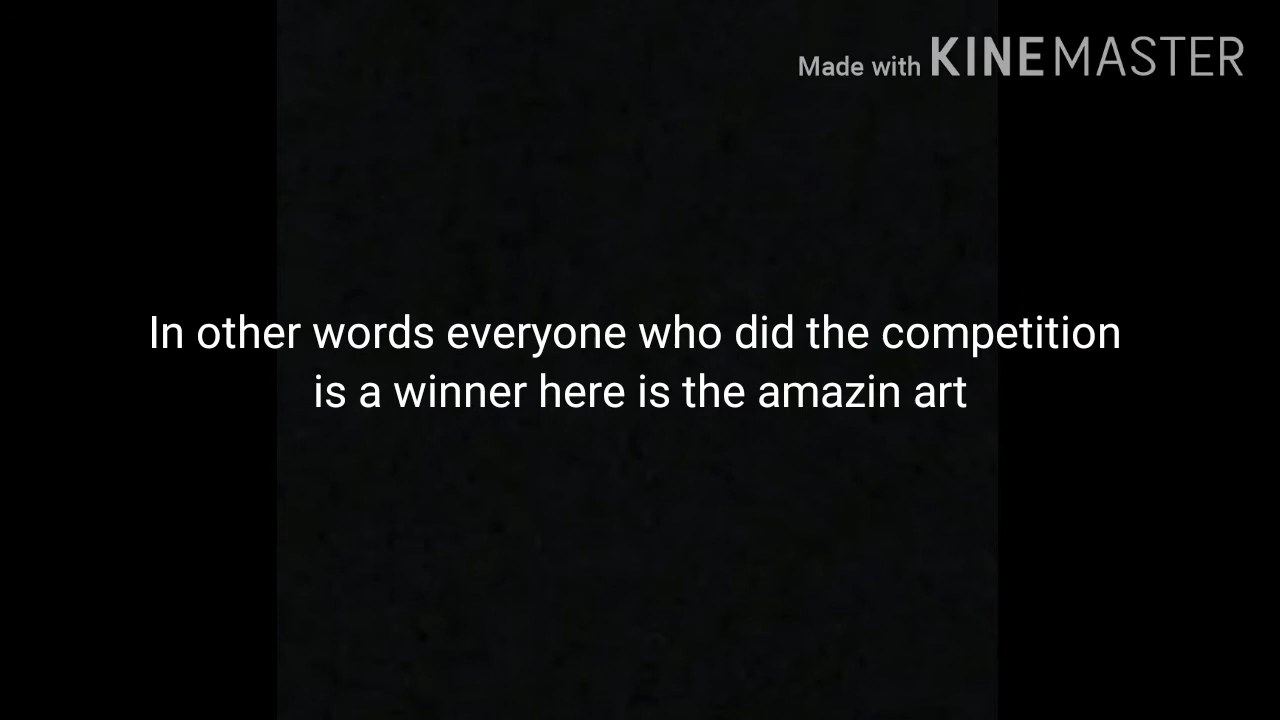 Made with KINEMASTER
In other words everyone who did the competition
is a winner here is the amazin art